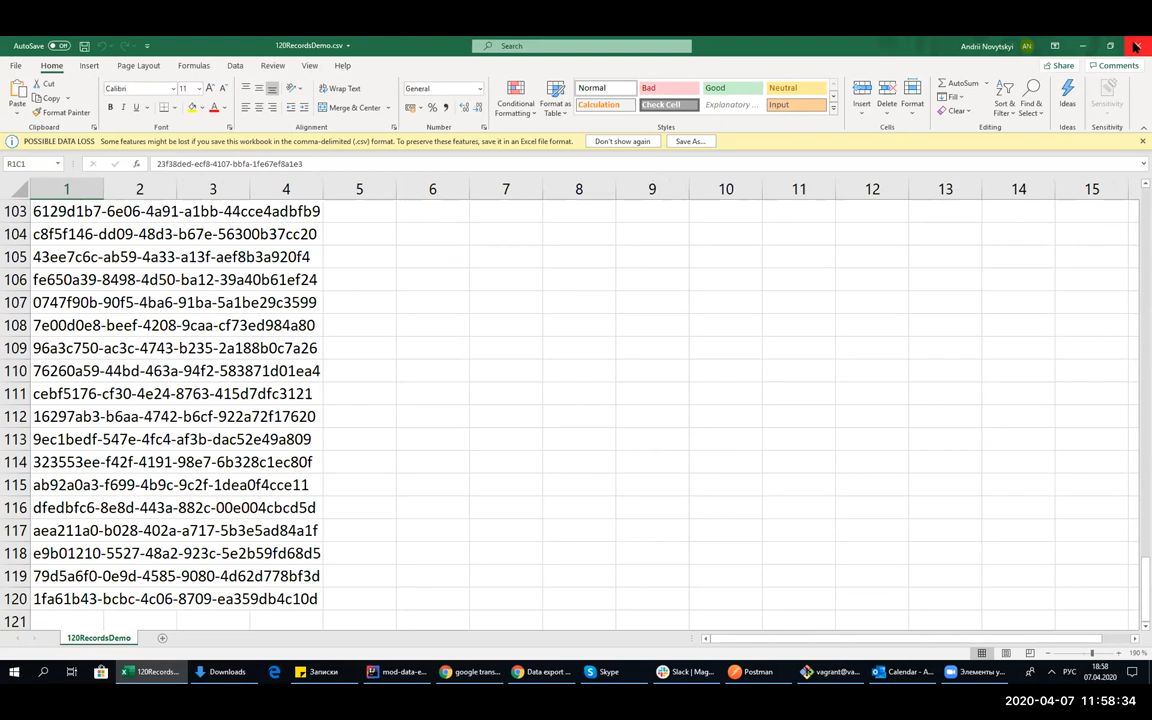 AutoSave Off 120RecordsDemo.csv Search Andrii Novytskyi AN
File Home Insert Page Layout Formulas Data Review View Help Share Comments
Paste Cut Copy Format Painter Clipboard
Calibri 11 B I U A A Font
Wrap Text Merge & Center Alignment
General % Number
Conditional Formatting Format as Table
Normal Bad Good Neutral
Calculation Check Cell Explanatory ... Input
Styles
Insert Delete Format Cells
AutoSum Fill Clear Sort & Filter Find & Select Editing
Ideas Ideas Sensitivity Sensitivity
POSSIBLE DATA LOSS Some features might be lost if you save this workbook in the comma-delimited (.csv) format. To preserve these features, save it in an Excel file format. Don't show again Save As...
R1C1 fx 23f38ded-ecf8-4107-bbfa-1fe67ef8a1e3
1 2 3 4 5 6 7 8 9 10 11 12 13 14 15
103 6129d1b7-6e06-4a91-a1bb-44cce4adbfb9
104 c8f5f146-dd09-48d3-b67e-56300b37cc20
105 43ee7c6c-ab59-4a33-a13f-aef8b3a920f4
106 fe650a39-8498-4d50-ba12-39a40b61ef24
107 0747f90b-90f5-4ba6-91ba-5a1be29c3599
108 7e00d0e8-beef-4208-9caa-cf73ed984a80
109 96a3c750-ac3c-4743-b235-2a188b0c7a26
110 76260a59-44bd-463a-94f2-583871d01ea4
111 cebf5176-cf30-4e24-8763-415d7dfc3121
112 16297ab3-b6aa-4742-b6cf-922a72f17620
113 9ec1bedf-547e-4fc4-af3b-dac52e49a809
114 323553ee-f42f-4191-98e7-6b328c1ec80f
115 ab92a0a3-f699-4b9c-9c2f-1dea0f4cce11
116 dfedbfc6-8e8d-443a-882c-00e004cbcd5d
117 aea211a0-b028-402a-a717-5b3e5ad84a1f
118 e9b01210-5527-48a2-923c-5e2b59fd68d5
119 79d5a6f0-0e9d-4585-9080-4d62d778bf3d
120 1fa61b43-bcbc-4c06-8709-ea359db4c10d
121
120RecordsDemo
190 %
120Records... Downloads Записки mod-data-e... google trans... Data export ... Skype Slack | Mag... Postman vagrant@va... Calendar - A... Элементы у... РУС 18:58
07.04.2020
2020-04-07 11:58:34